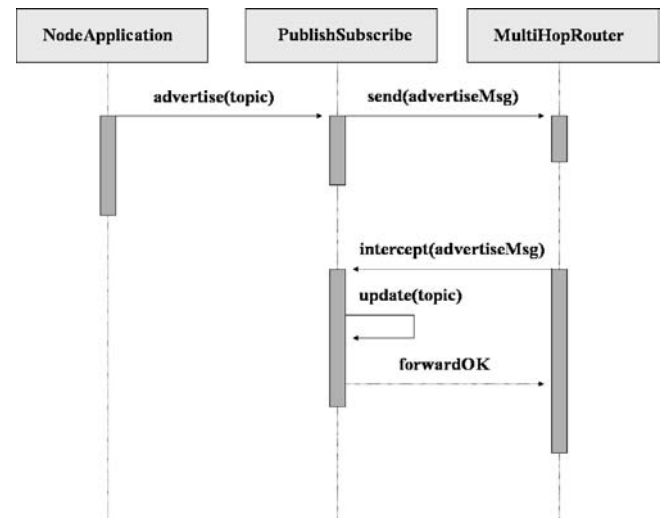 NodeApplication
PublishSubscribe
MultiHopRouter
advertise(topic)
send(advertiseMsg)
intercept(advertiseMsg)
update(topic)
forwardOK